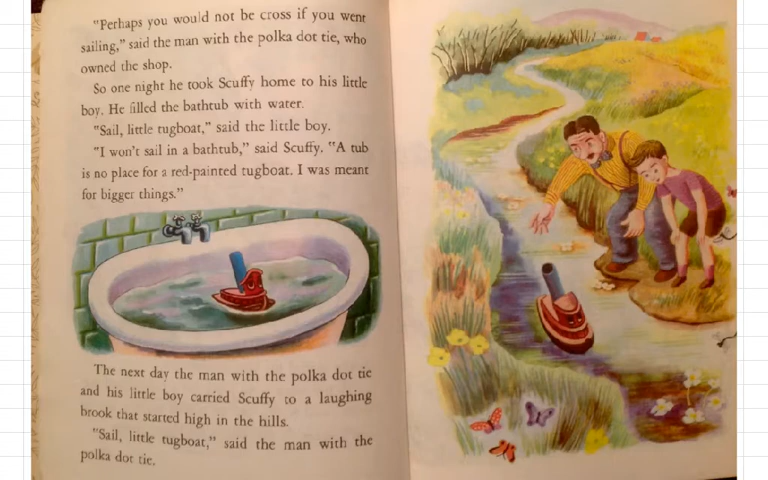 "Perhaps you would not be cross if you went
sailing," said the man with the polka dot tie, who
owned the shop.
So one night he took Scuffy home to his little
boy. He filled the bathtub with water.
"Sail, little tugboat," said the little boy.
"I won't sail in a bathtub," said Scuffy. "A tub
is no place for a red-painted tugboat. I was meant
for bigger things."
The next day the man with the polka dot tie
and his little boy carried Scuffy to a laughing
brook that started high in the hills.
"Sail, little tugboat," said the man with the
polka dot tie.